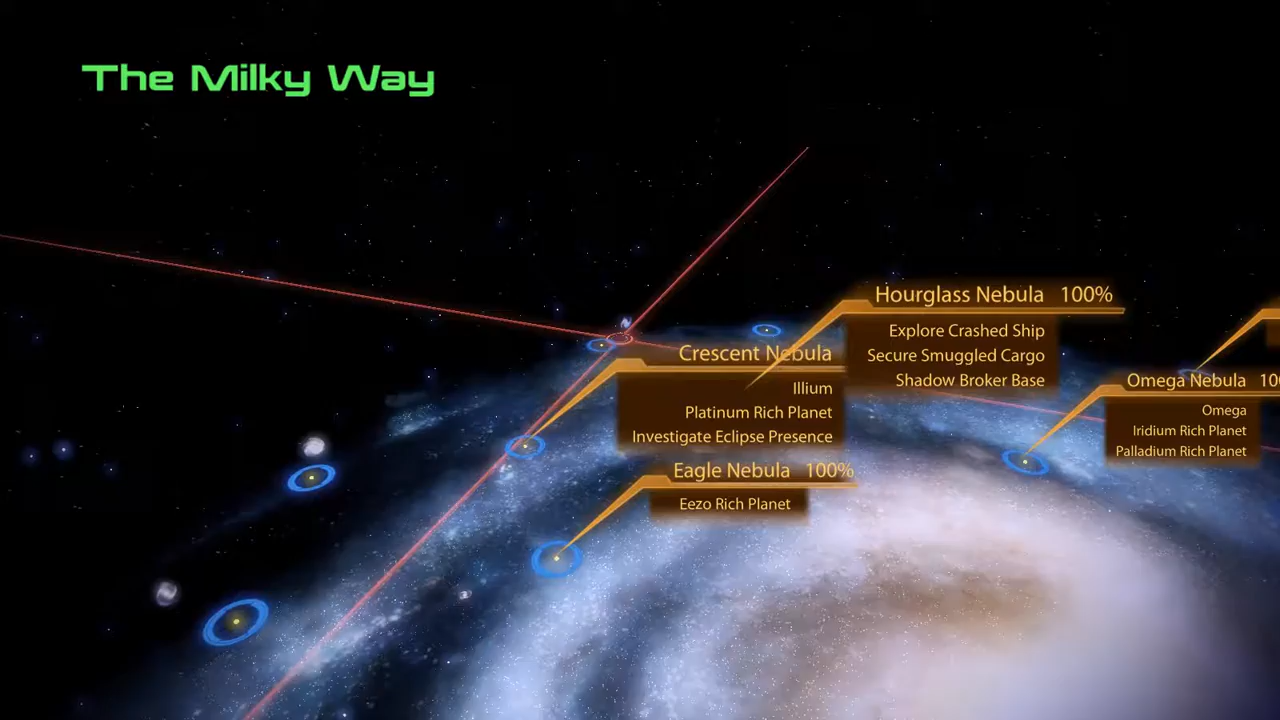 The Milky Way
Hourglass Nebula 100%
Explore Crashed Ship
Secure Smuggled Cargo
Shadow Broker Base
Crescent Nebula
Illium
Platinum Rich Planet
Investigate Eclipse Presence
Omega Nebula 10
Omega
Iridium Rich Planet
Palladium Rich Planet
Eagle Nebula 100%
Eezo Rich Planet